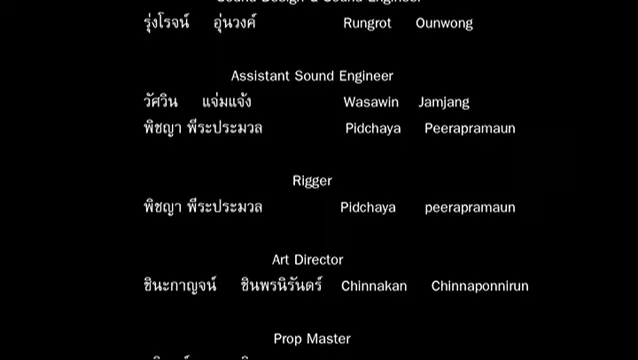 Sound Design & Sound Engineer
รุ่งโรจน์ อุ่นวงค์ Rungrot Ounwong
Assistant Sound Engineer
วัศวิน แจ่มแจ้ง Wasawin Jamjang
พิชญา พีระประมวล Pidchaya Peerapramaun
Rigger
พิชญา พีระประมวล Pidchaya peerapramaun
Art Director
ชินะกาญจน์ ชินพรนิรันดร์ Chinnakan Chinnaponnirun
Prop Master